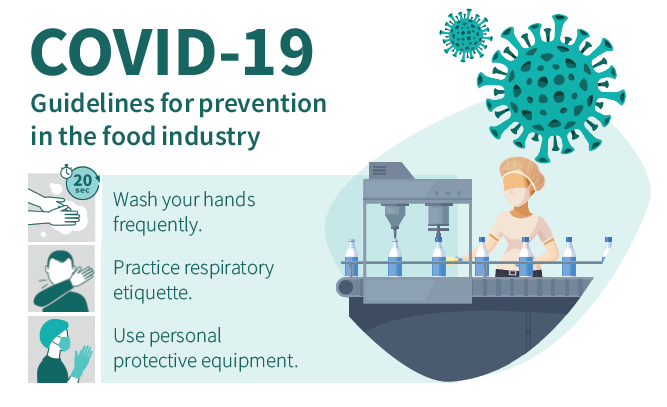 COVID-19
Guidelines for prevention
in the food industry
20
sec
Wash your hands
frequently.
Practice respiratory
etiquette.
Use personal
protective equipment.